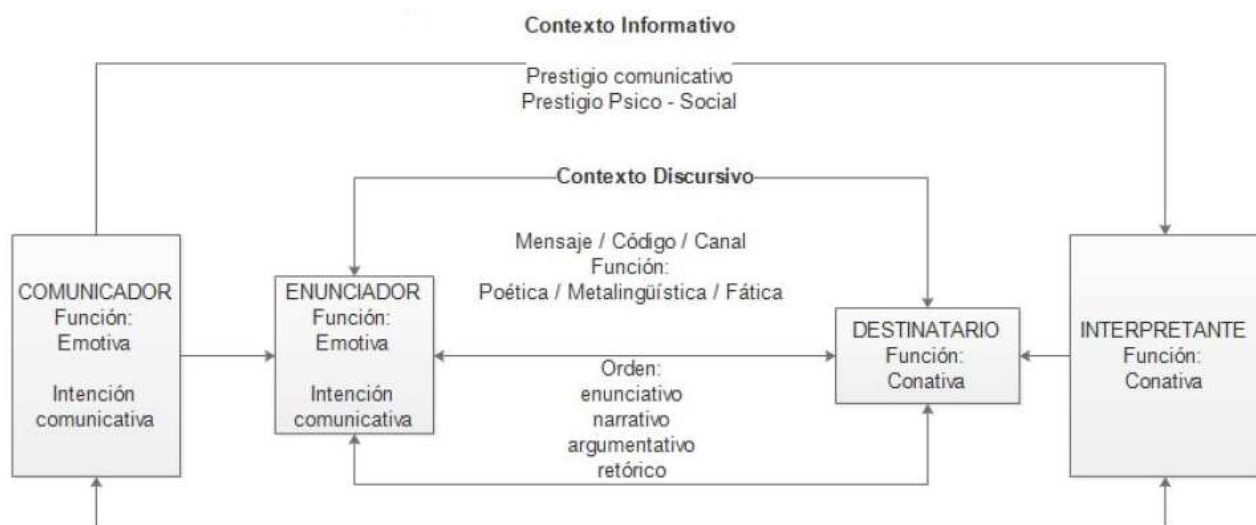 Contexto Informativo
Prestigio comunicativo
Prestigio Psico - Social
Contexto Discursivo
Mensaje / Código / Canal
Función:
Poética / Metalingüística / Fática
COMUNICADOR
Función:
Emotiva
Intención
comunicativa
ENUNCIADOR
Función:
Emotiva
Intención
comunicativa
Orden:
enunciativo
narrativo
argumentativo
retórico
DESTINATARIO
Función:
Conativa
INTERPRETANTE
Función:
Conativa